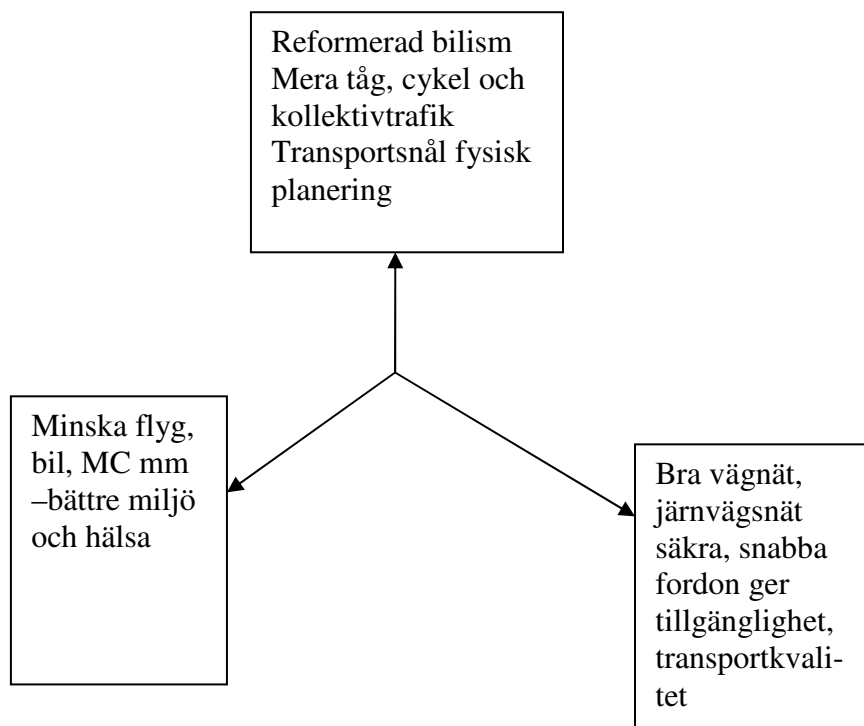 Reformerad bilism
Mera tåg, cykel och
kollektivtrafik
Transportsnål fysisk
planering
Minska flyg,
bil, MC mm
–bättre miljö
och hälsa
Bra vägnät,
järnvägsnät
säkra, snabba
fordon ger
tillgänglighet,
transportkvali-
tet